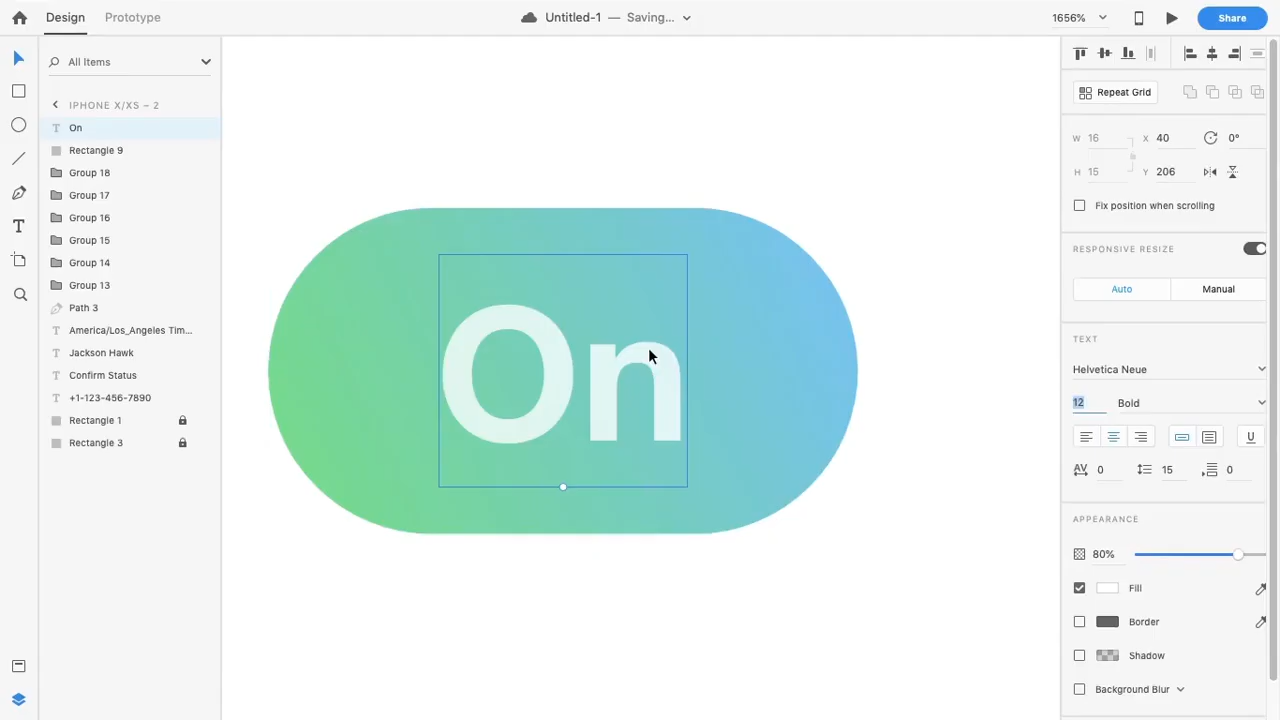 Design Prototype Untitled-1 — Saving... 1656% Share
All Items
IPHONE X/XS – 2
On
Rectangle 9
Group 18
Group 17
Group 16
Group 15
Group 14
Group 13
Path 3
America/Los_Angeles Tim...
Jackson Hawk
Confirm Status
+1-123-456-7890
Rectangle 1
Rectangle 3
On
Repeat Grid
W 16 X 40 0°
H 15 Y 206
Fix position when scrolling
RESPONSIVE RESIZE
Auto Manual
TEXT
Helvetica Neue
12 Bold
U
AV 0 15 0
APPEARANCE
80%
Fill
Border
Shadow
Background Blur